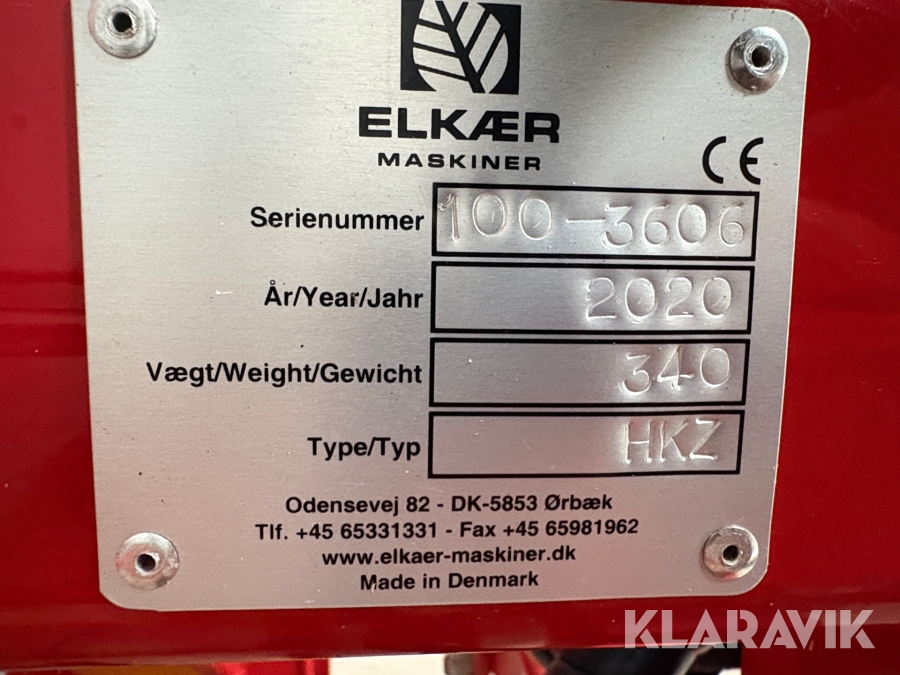 ELKÆR
MASKINER
CE
Serienummer 100-3606
År/Year/Jahr 2020
Vægt/Weight/Gewicht 340
Type/Typ HKZ
Odensevej 82 - DK-5853 Ørbæk
Tlf. +45 65331331 - Fax +45 65981962
www.elkaer-maskiner.dk
Made in Denmark
KLARAVIK